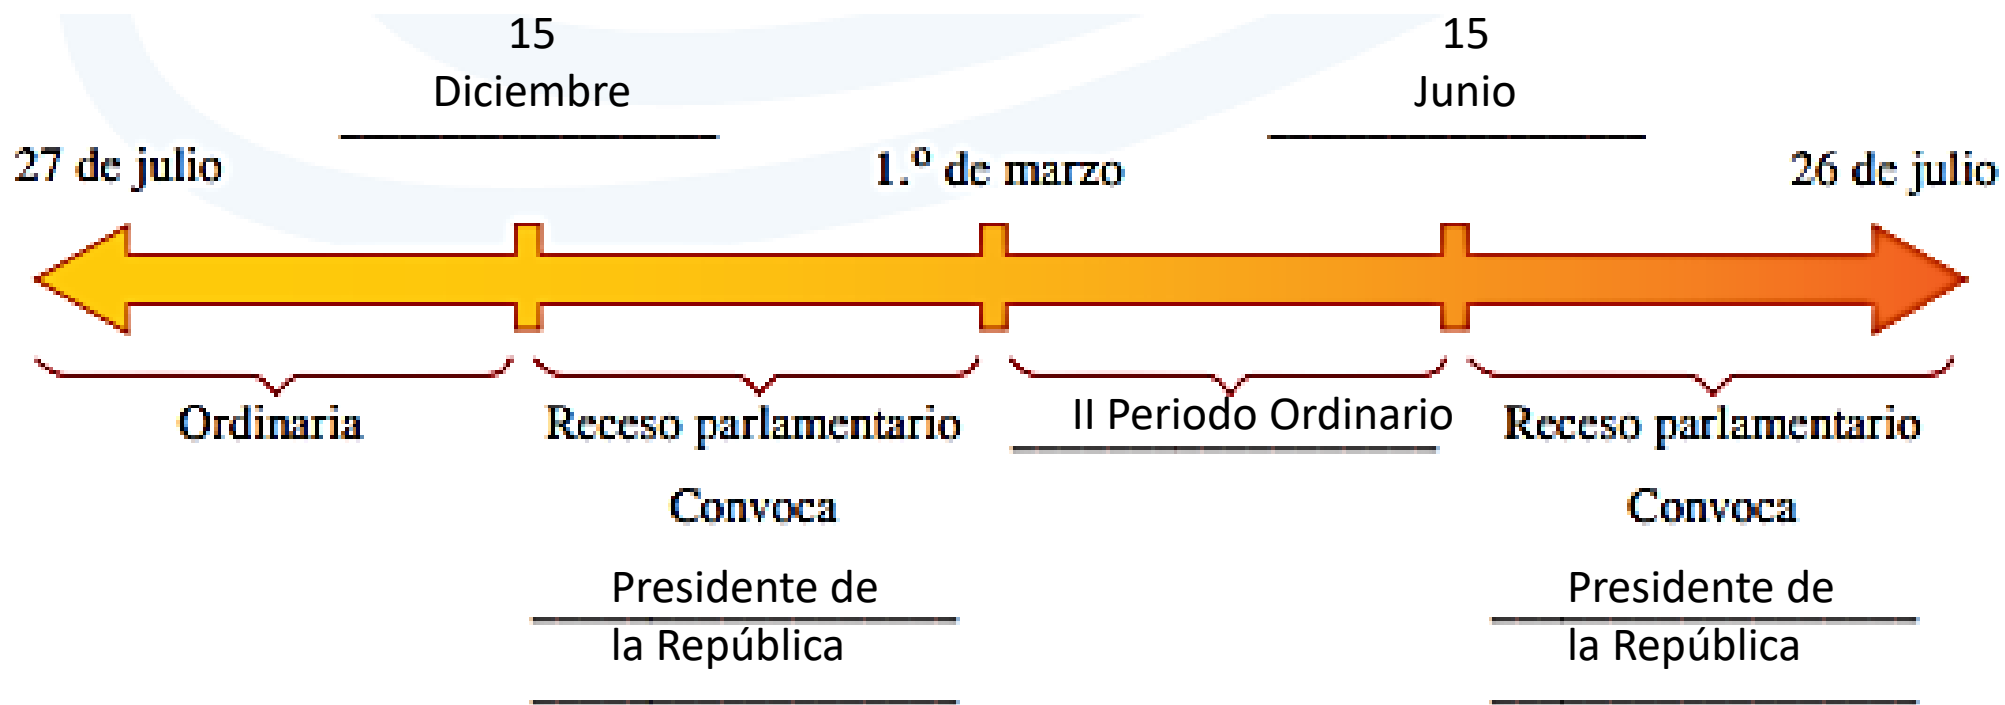 15
Diciembre
15
Junio
27 de julio
1.º de marzo
26 de julio
Ordinaria
Receso parlamentario
II Periodo Ordinario
Receso parlamentario
Convoca
Convoca
Presidente de
la República
Presidente de
la República